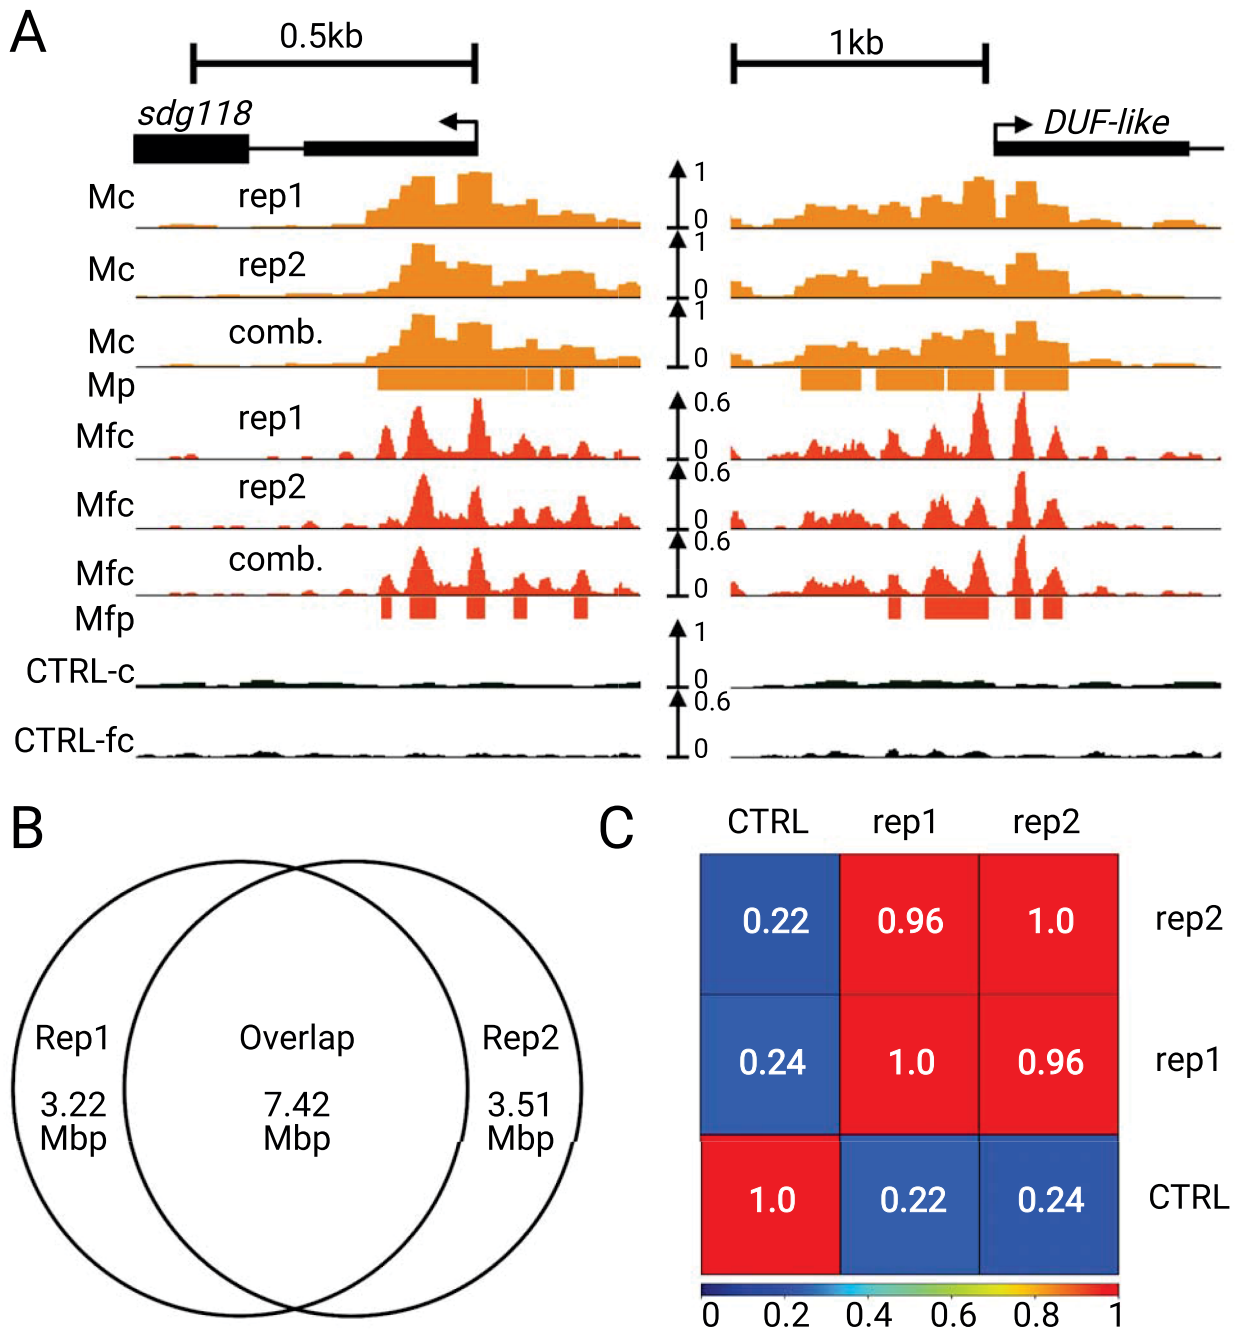 A
0.5kb
1kb
sdg118
DUF-like
Mc rep1 1
0
Mc rep2 1
0
Mc comb. 1
0
Mp
Mfc rep1 0.6
0
Mfc rep2 0.6
0
Mfc comb. 0.6
0
Mfp
CTRL-c 1
0
CTRL-fc 0.6
0
B
Rep1 Overlap Rep2
3.22 7.42 3.51
Mbp Mbp Mbp
C
CTRL rep1 rep2
0.22 0.96 1.0 rep2
0.24 1.0 0.96 rep1
1.0 0.22 0.24 CTRL
0 0.2 0.4 0.6 0.8 1